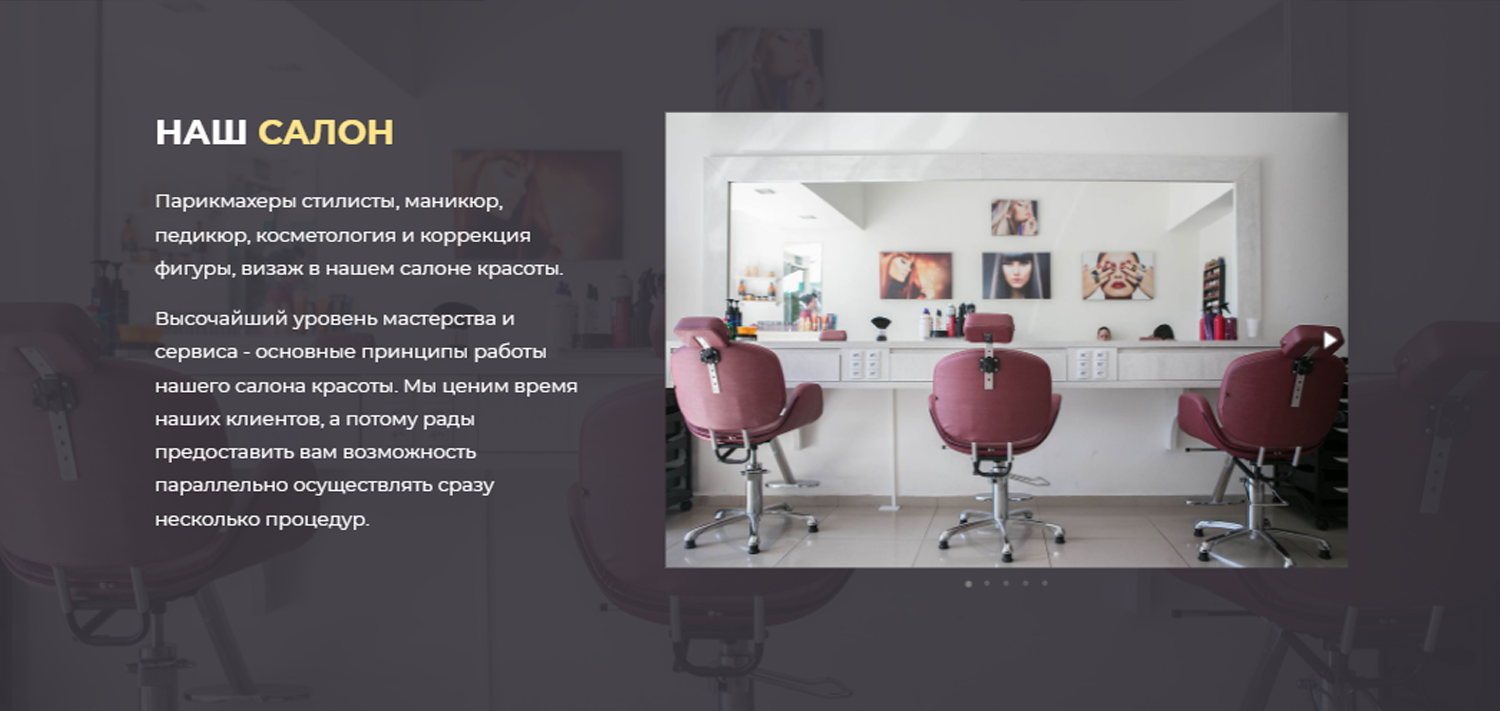 НАШ САЛОН
Парикмахеры стилисты, маникюр,
педикюр, косметология и коррекция
фигуры, визаж в нашем салоне красоты.
Высочайший уровень мастерства и
сервиса - основные принципы работы
нашего салона красоты. Мы ценим время
наших клиентов, а потому рады
предоставить вам возможность
параллельно осуществлять сразу
несколько процедур.